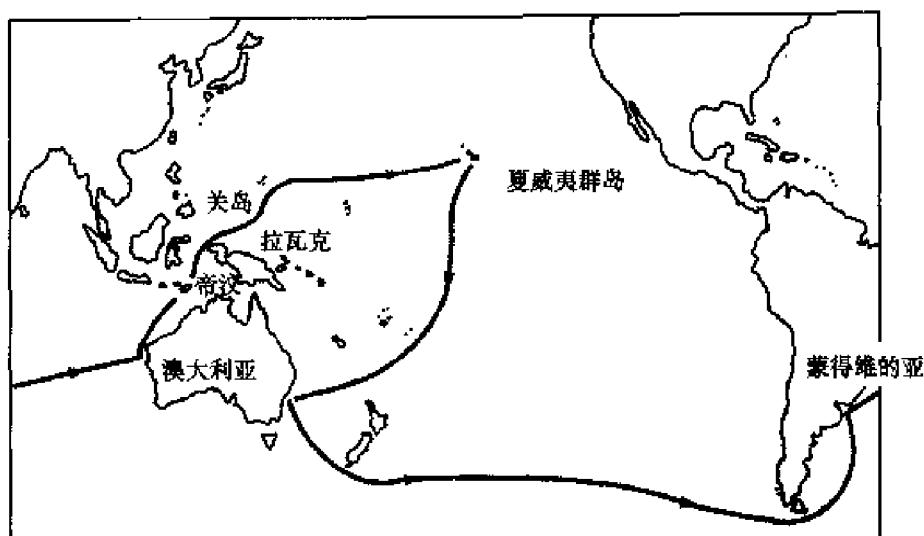 夏威夷群岛
关岛
拉瓦克
帝汶
澳大利亚
蒙得维的亚